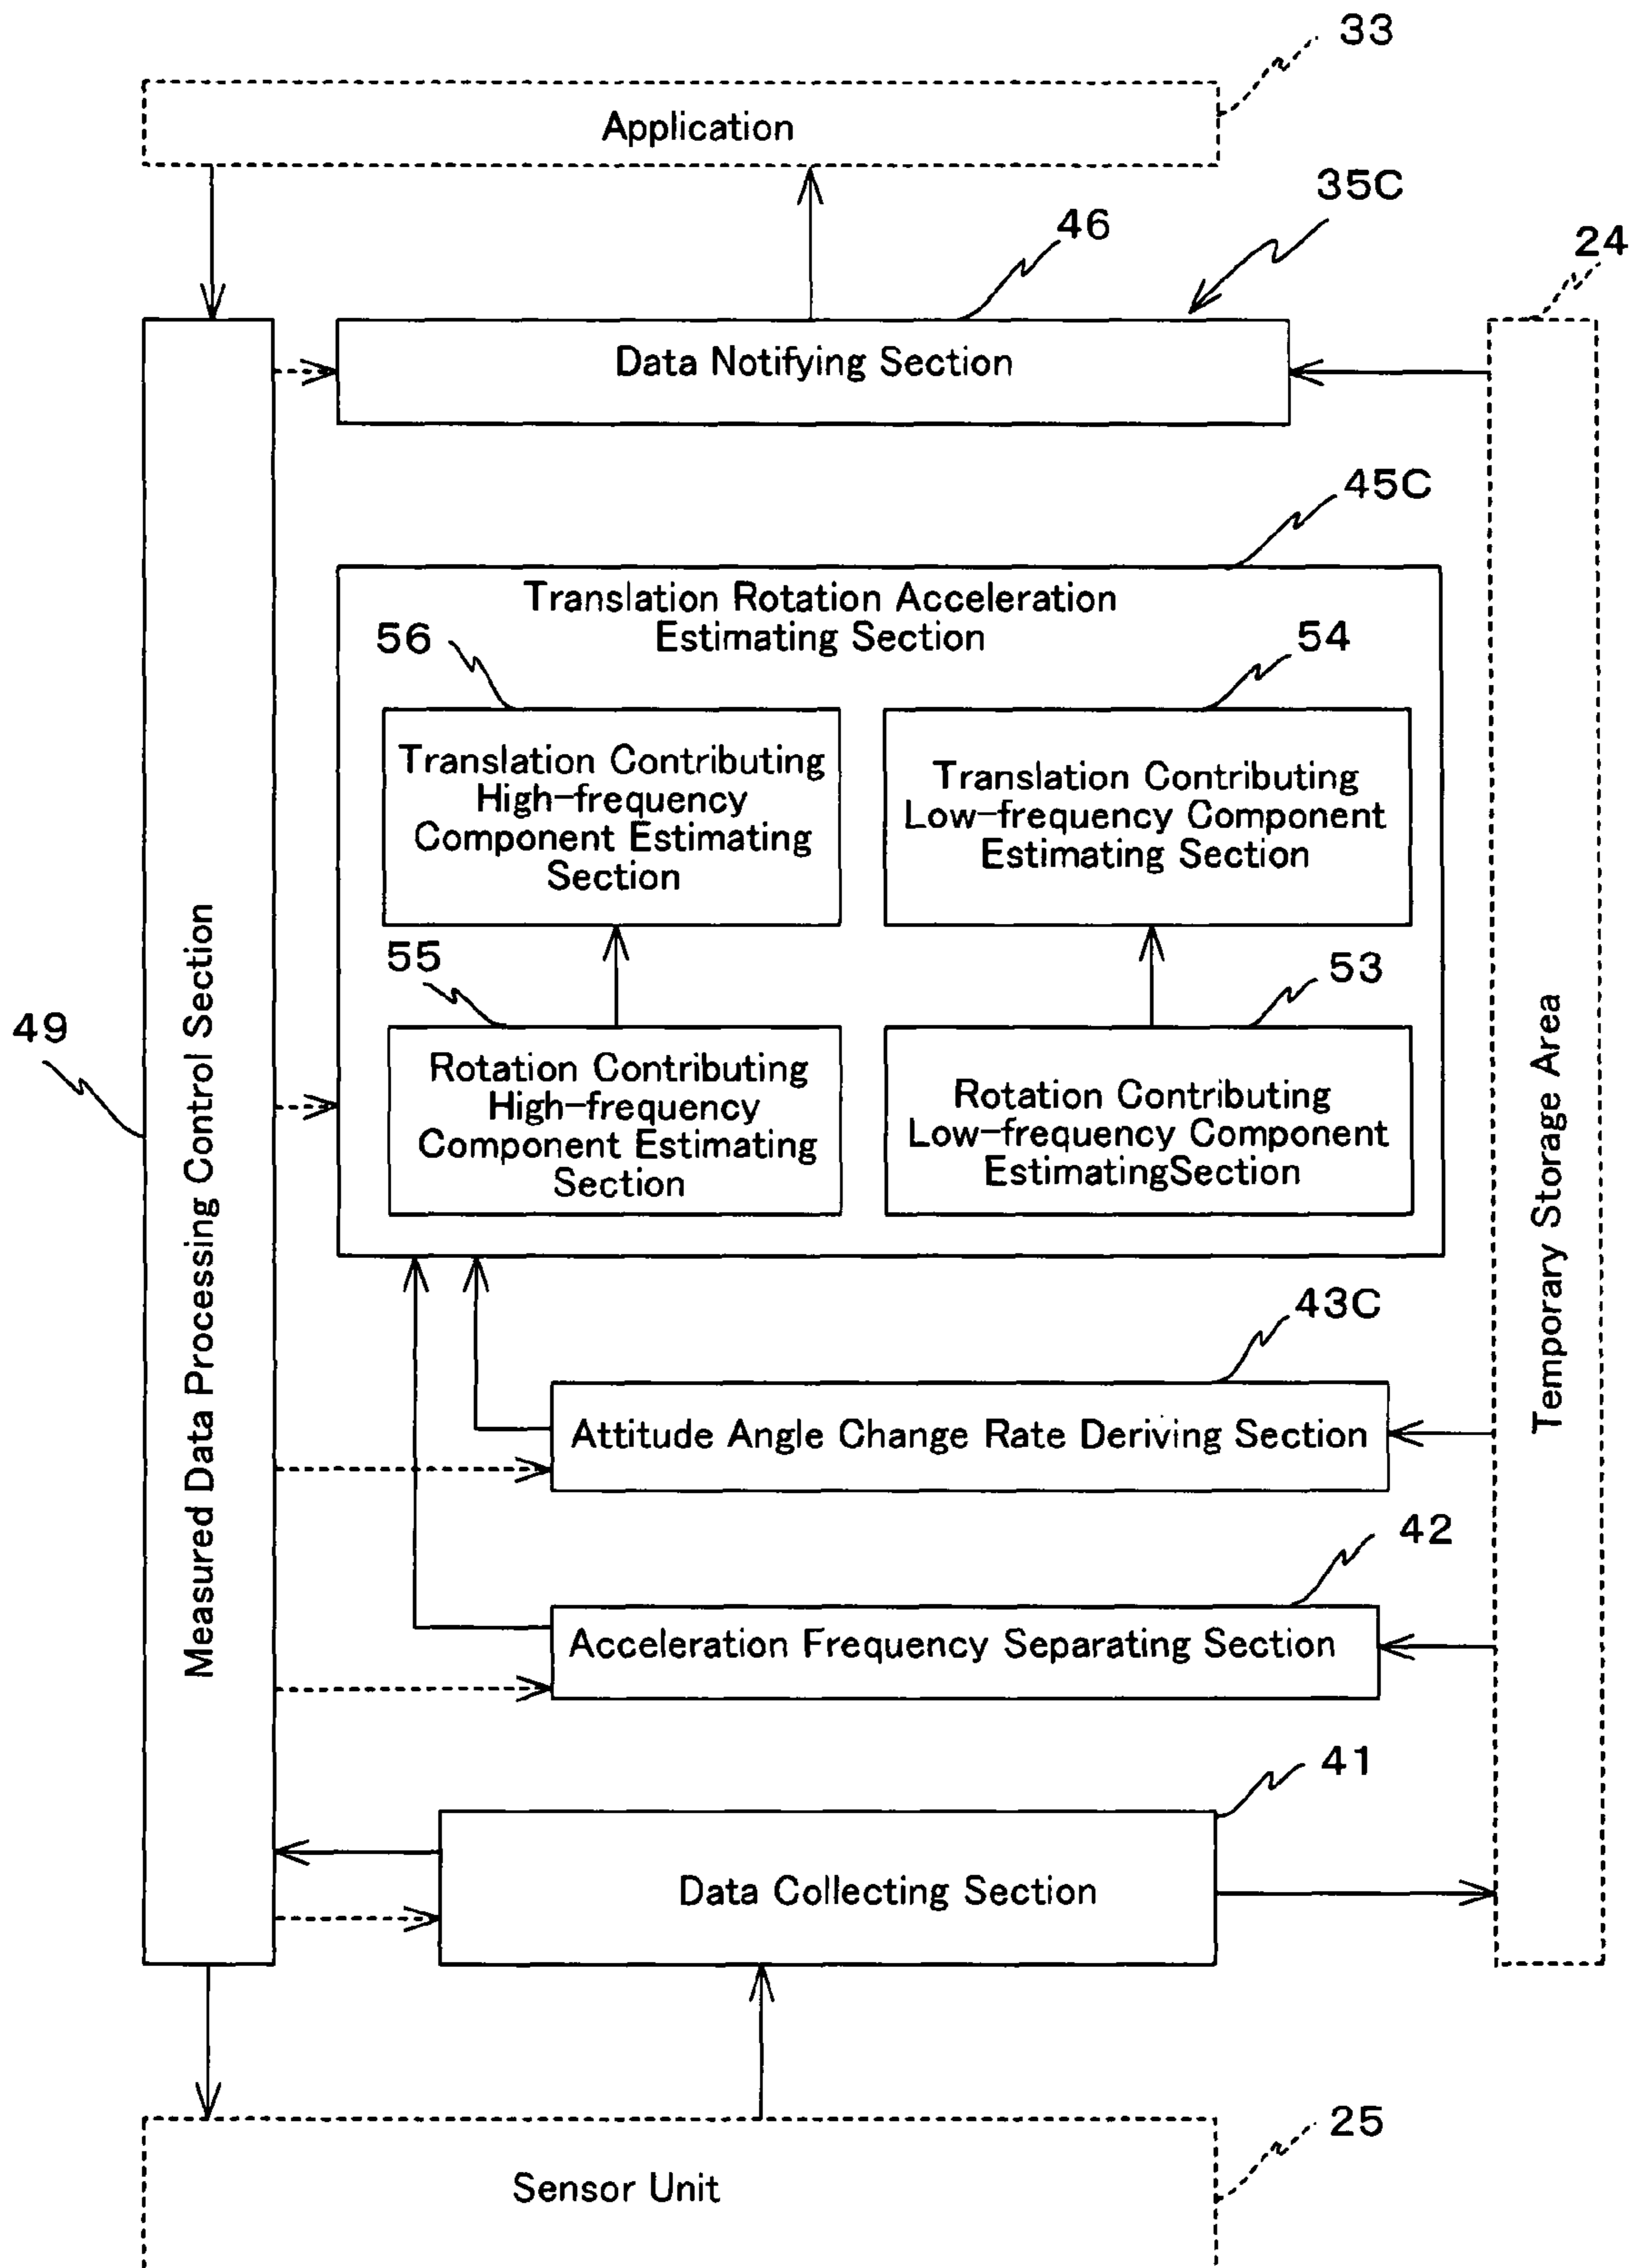 33
Application
35C
46
24
Data Notifying Section
45C
Translation Rotation Acceleration
Estimating Section
56
54
Translation Contributing
High-frequency
Component Estimating
Section
Translation Contributing
Low-frequency Component
Estimating Section
55
53
Rotation Contributing
High-frequency
Component Estimating
Section
Rotation Contributing
Low-frequency Component
EstimatingSection
49
Measured Data Processing Control Section
Temporary Storage Area
43C
Attitude Angle Change Rate Deriving Section
42
Acceleration Frequency Separating Section
41
Data Collecting Section
25
Sensor Unit